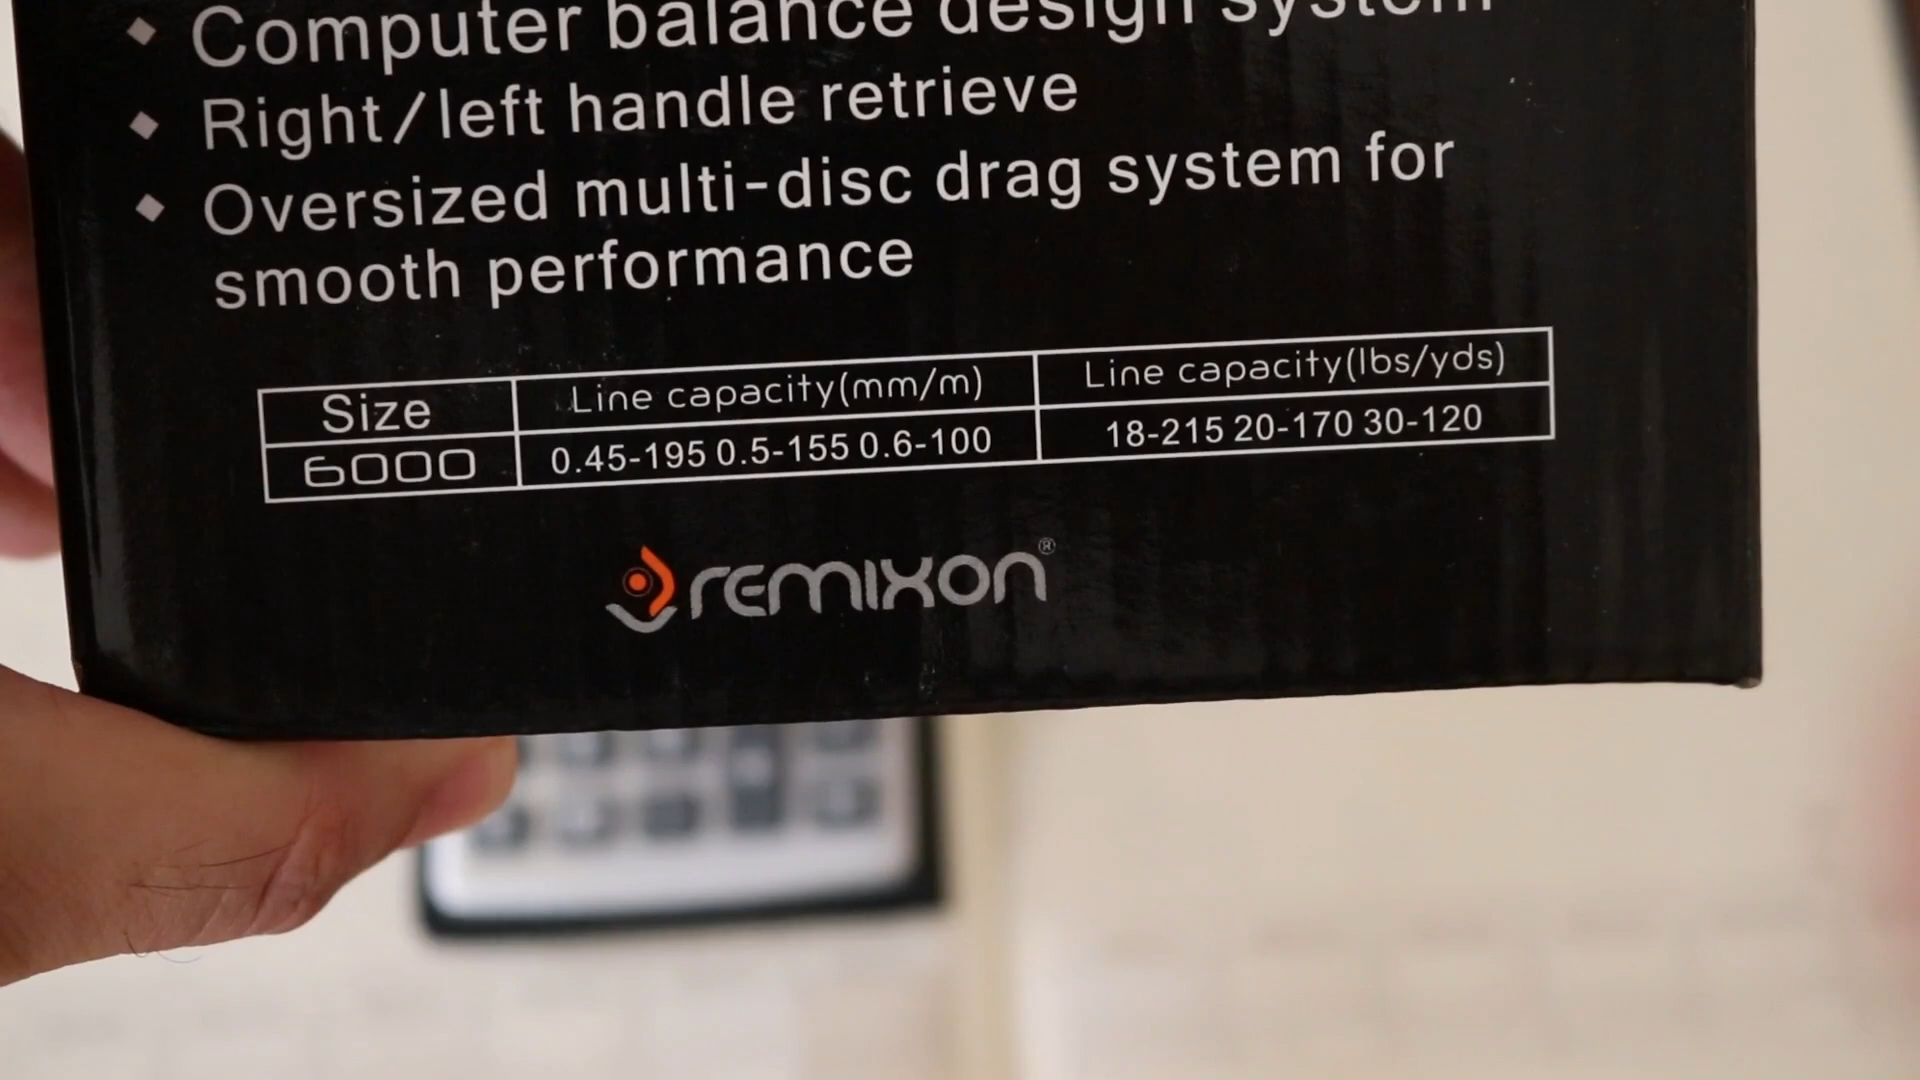 Computer balance design system
Right/left handle retrieve
Oversized multi-disc drag system for
smooth performance
Size Line capacity(mm/m) Line capacity(lbs/yds)
6000 0.45-195 0.5-155 0.6-100 18-215 20-170 30-120
remixon®